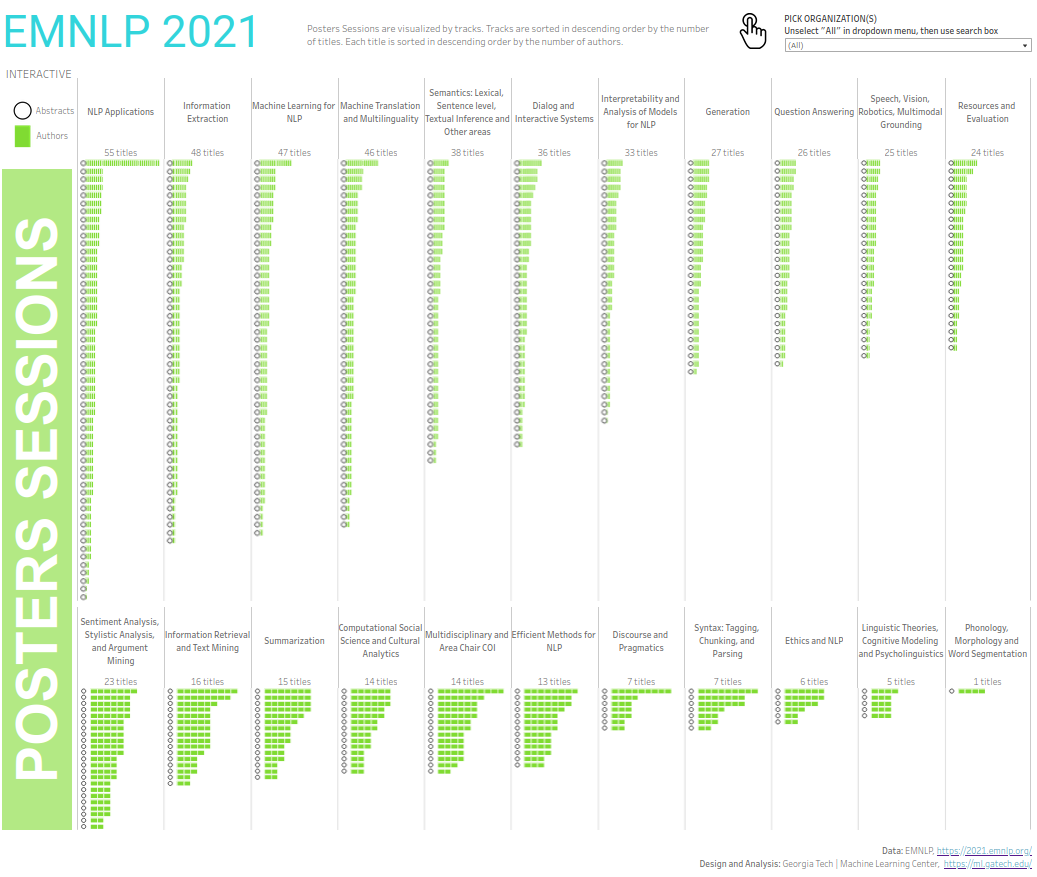 EMNLP 2021
Posters Sessions are visualized by tracks. Tracks are sorted in descending order by the number
of titles. Each title is sorted in descending order by the number of authors.
PICK ORGANIZATION(S)
Unselect "All" in dropdown menu, then use search box
(All)
INTERACTIVE
Abstracts
Authors
POSTERS SESSIONS
NLP Applications
55 titles
Information
Extraction
48 titles
Machine Learning for
NLP
47 titles
Machine Translation
and Multilinguality
46 titles
Semantics: Lexical,
Sentence level,
Textual Inference and
Other areas
38 titles
Dialog and
Interactive Systems
36 titles
Interpretability and
Analysis of Models
for NLP
33 titles
Generation
27 titles
Question Answering
26 titles
Speech, Vision,
Robotics, Multimodal
Grounding
25 titles
Resources and
Evaluation
24 titles
Sentiment Analysis,
Stylistic Analysis,
and Argument
Mining
23 titles
Information Retrieval
and Text Mining
16 titles
Summarization
15 titles
Computational Social
Science and Cultural
Analytics
14 titles
Multidisciplinary and
Area Chair COI
14 titles
Efficient Methods for
NLP
13 titles
Discourse and
Pragmatics
7 titles
Syntax: Tagging,
Chunking, and
Parsing
7 titles
Ethics and NLP
6 titles
Linguistic Theories,
Cognitive Modeling
and Psycholinguistics
5 titles
Phonology,
Morphology and
Word Segmentation
1 titles
Data: EMNLP, https://2021.emnlp.org/
Design and Analysis: Georgia Tech | Machine Learning Center, https://ml.gatech.edu/